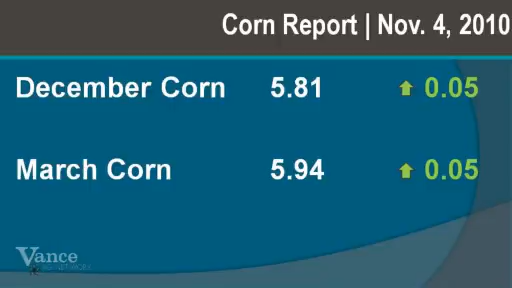 Corn Report | Nov. 4, 2010
December Corn 5.81 0.05
March Corn 5.94 0.05
Vance